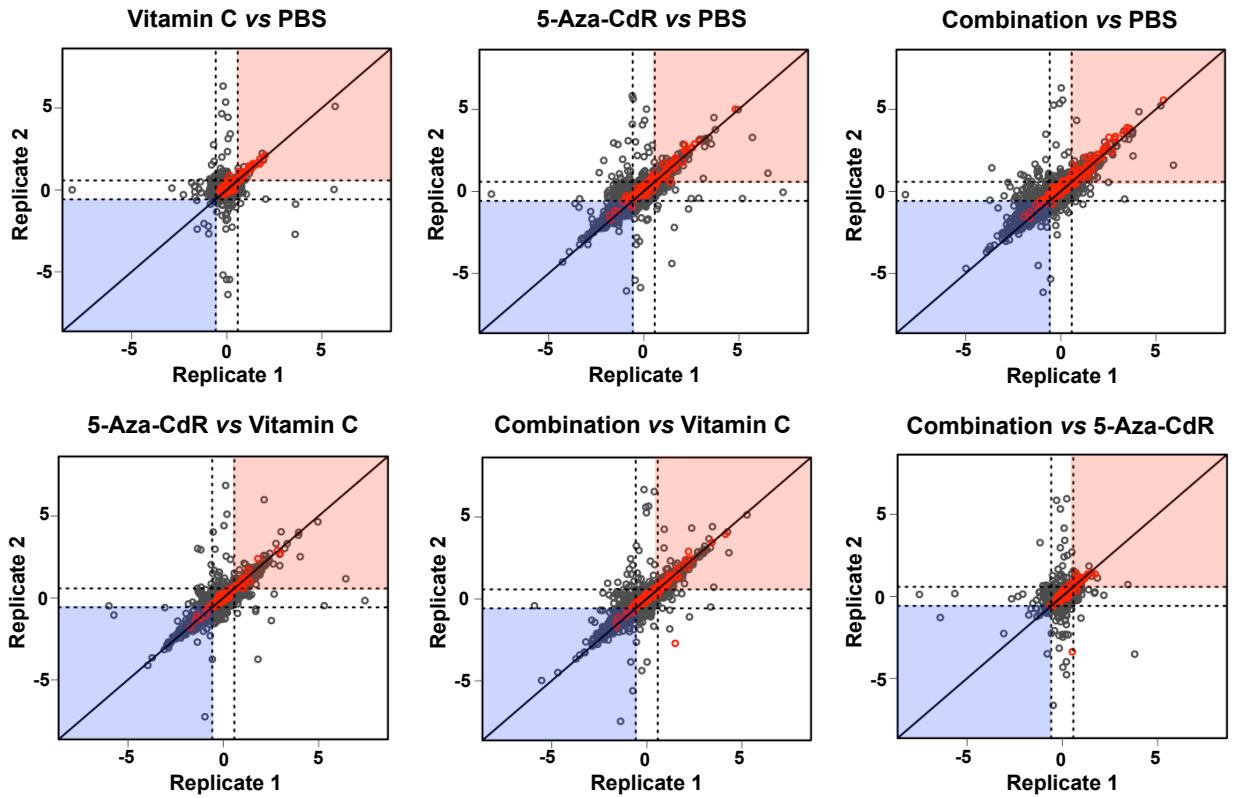 Vitamin C vs PBS
5-Aza-CdR vs PBS
Combination vs PBS
Replicate 2
5
0
-5
-5
0
5
Replicate 1
Replicate 2
5
0
-5
-5
0
5
Replicate 1
Replicate 2
5
0
-5
-5
0
5
Replicate 1
5-Aza-CdR vs Vitamin C
Combination vs Vitamin C
Combination vs 5-Aza-CdR
Replicate 2
5
0
-5
-5
0
5
Replicate 1
Replicate 2
5
0
-5
-5
0
5
Replicate 1
Replicate 2
5
0
-5
-5
0
5
Replicate 1